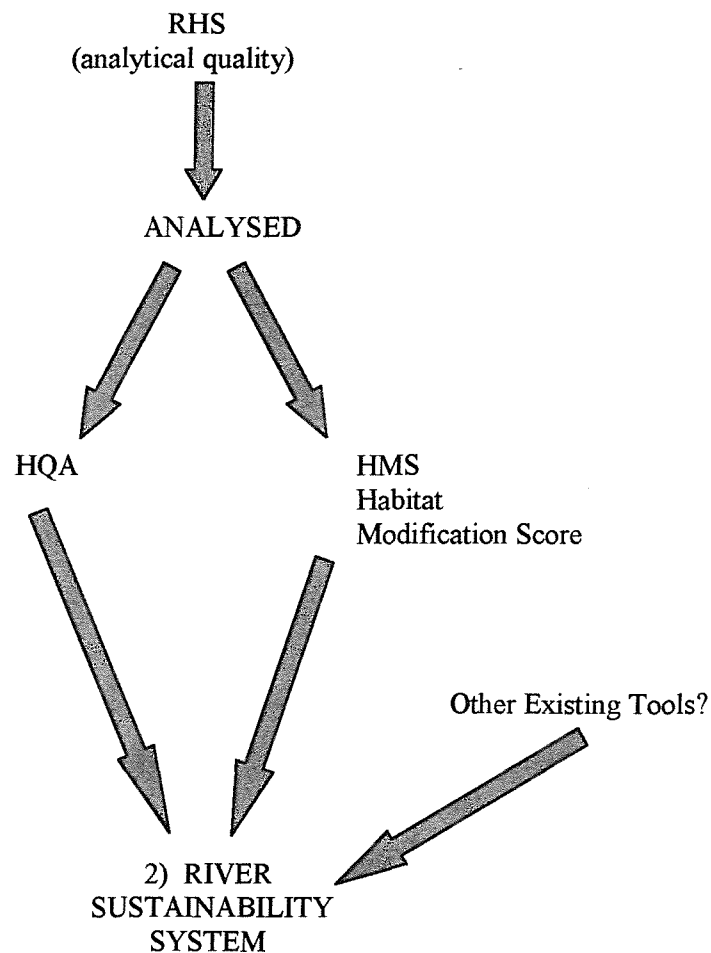 RHS
(analytical quality)
ANALYSED
HQA
HMS
Habitat
Modification Score
Other Existing Tools?
2) RIVER
SUSTAINABILITY
SYSTEM